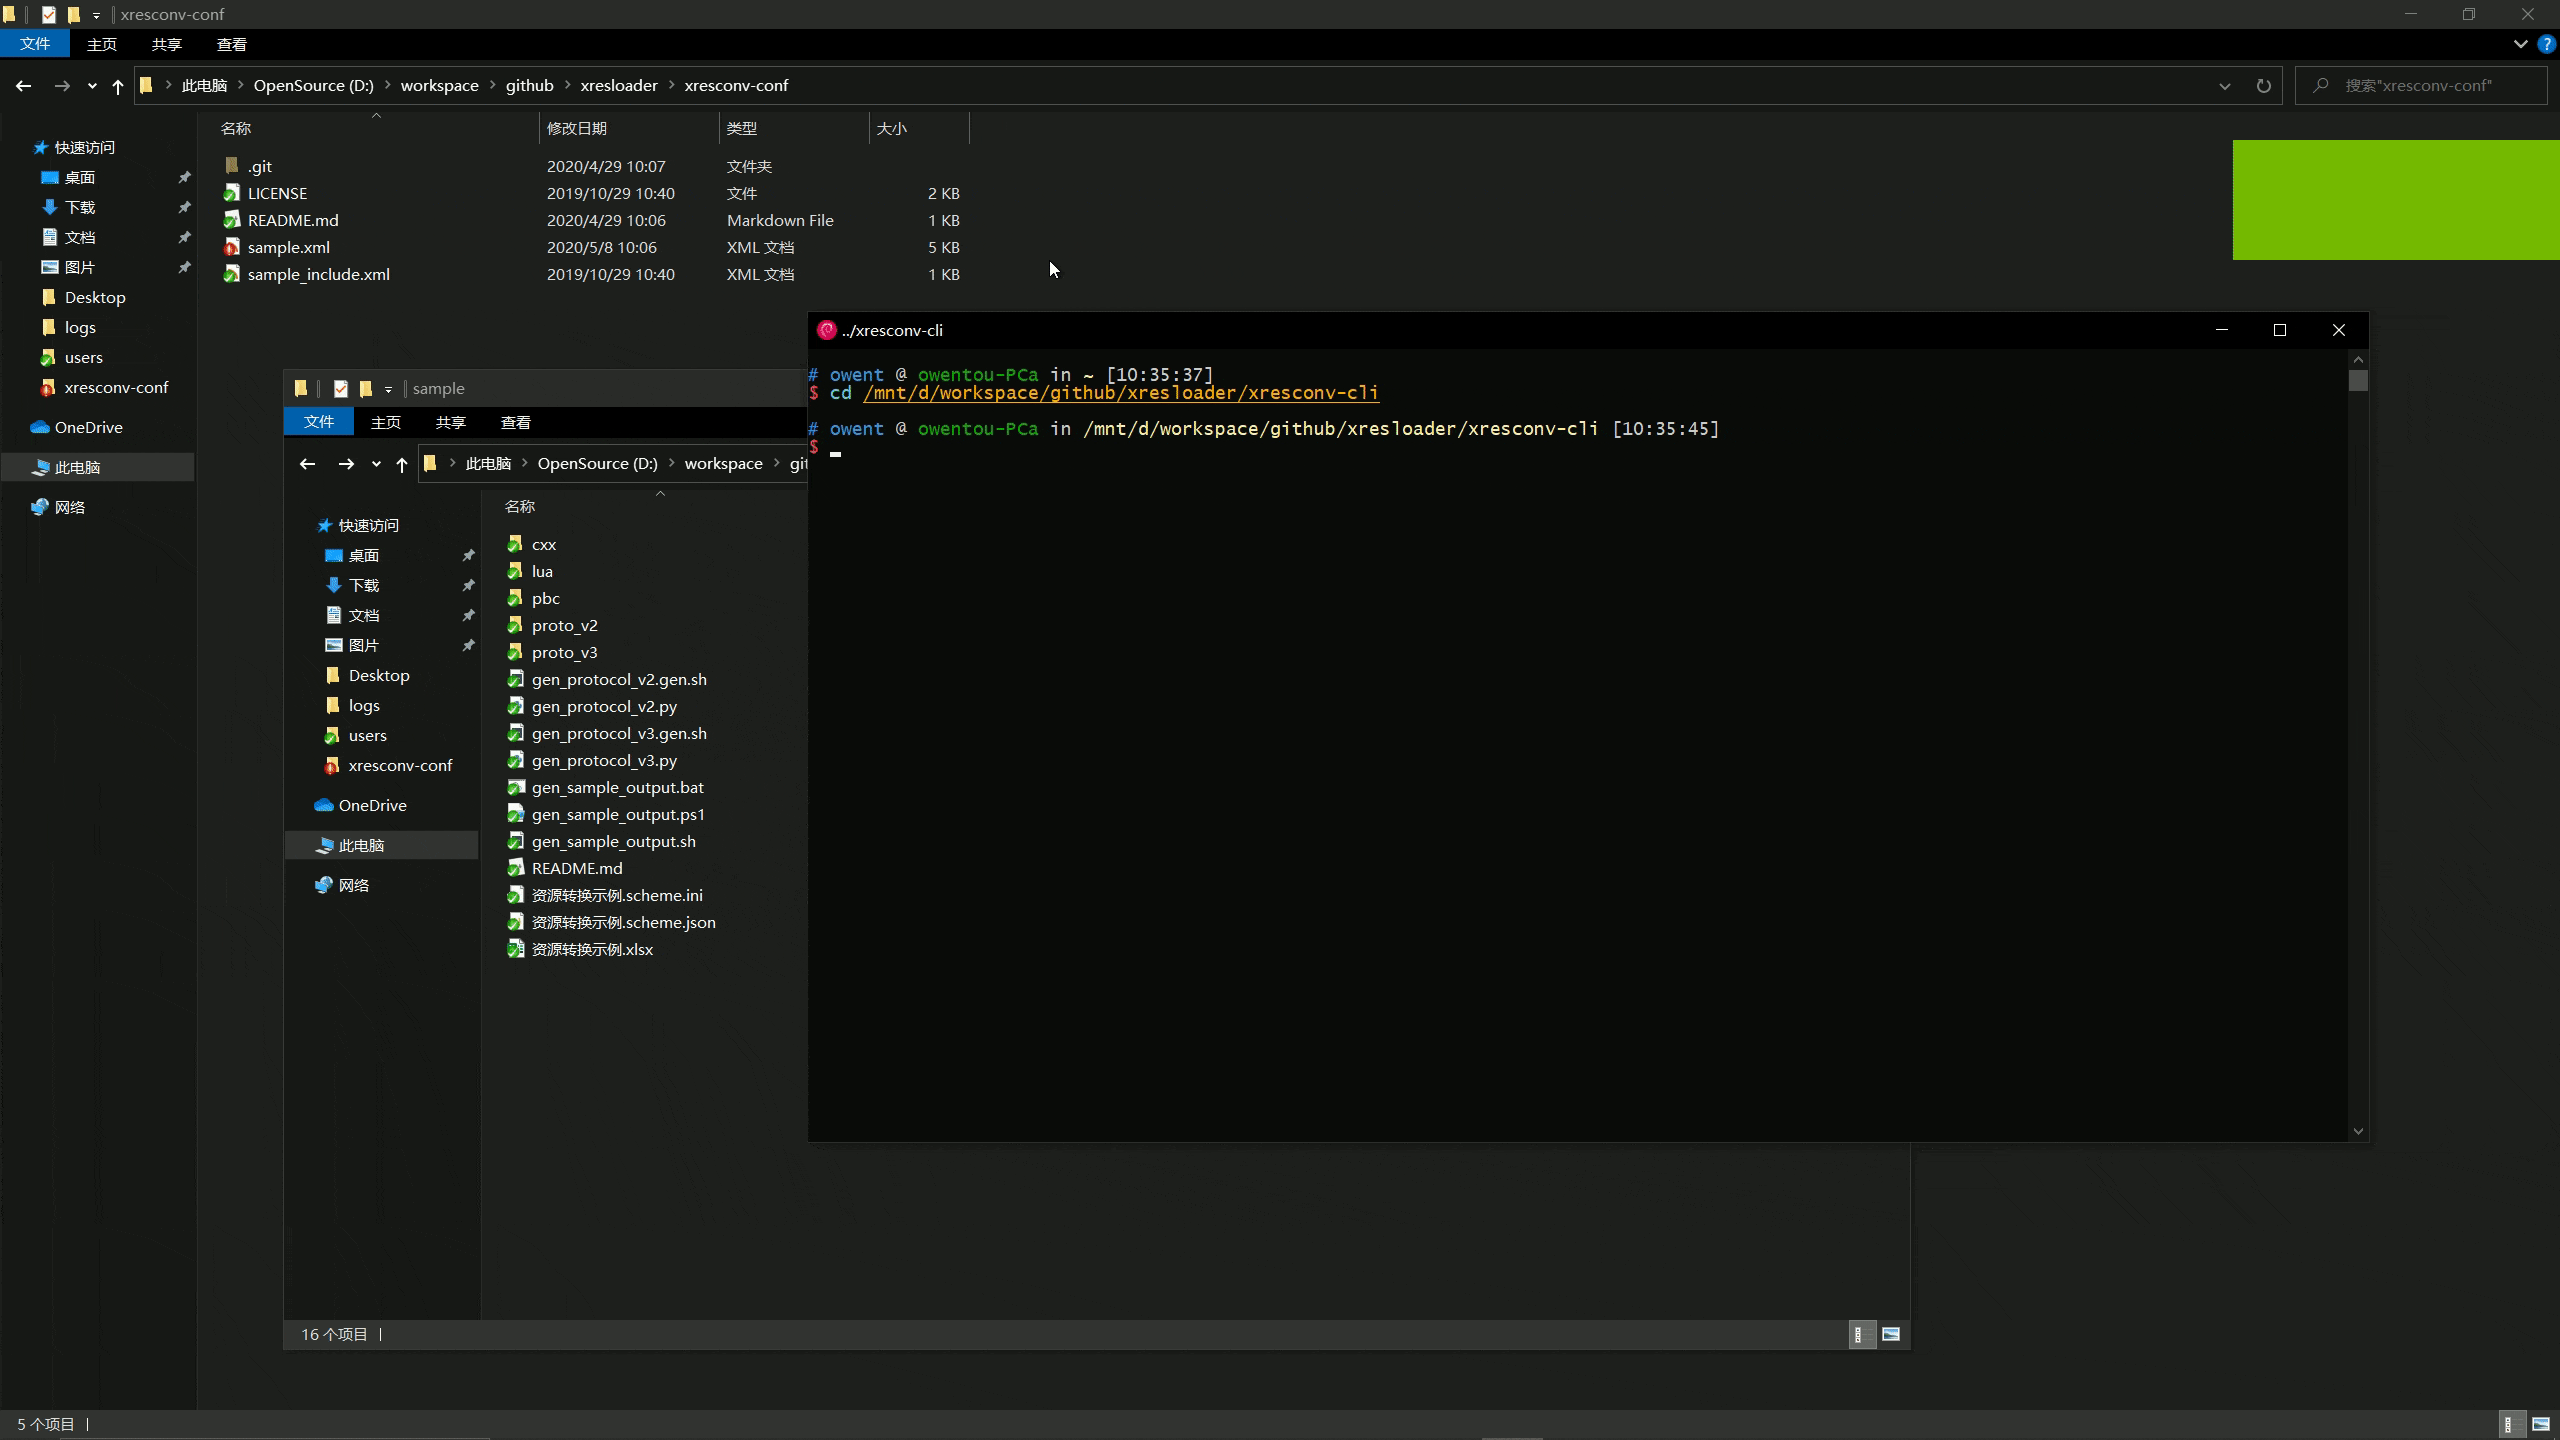 xresconv-conf
文件 主页 共享 查看
此电脑 OpenSource (D:) workspace github xresloader xresconv-conf
搜索"xresconv-conf"
名称 修改日期 类型 大小
.git 2020/4/29 10:07 文件夹
LICENSE 2019/10/29 10:40 文件 2 KB
README.md 2020/4/29 10:06 Markdown File 1 KB
sample.xml 2020/5/8 10:06 XML 文档 5 KB
sample_include.xml 2019/10/29 10:40 XML 文档 1 KB
快速访问
桌面
下载
文档
图片
Desktop
logs
users
xresconv-conf
OneDrive
此电脑
网络
5 个项目
sample
文件 主页 共享 查看
此电脑 OpenSource (D:) workspace git
名称
快速访问
桌面
下载
文档
图片
Desktop
logs
users
xresconv-conf
OneDrive
此电脑
网络
cxx
lua
pbc
proto_v2
proto_v3
gen_protocol_v2.gen.sh
gen_protocol_v2.py
gen_protocol_v3.gen.sh
gen_protocol_v3.py
gen_sample_output.bat
gen_sample_output.ps1
gen_sample_output.sh
README.md
资源转换示例.scheme.ini
资源转换示例.scheme.json
资源转换示例.xlsx
16 个项目
../xresconv-cli
# owent @ owentou-PCa in ~ [10:35:37]
$ cd /mnt/d/workspace/github/xresloader/xresconv-cli
# owent @ owentou-PCa in /mnt/d/workspace/github/xresloader/xresconv-cli [10:35:45]
$